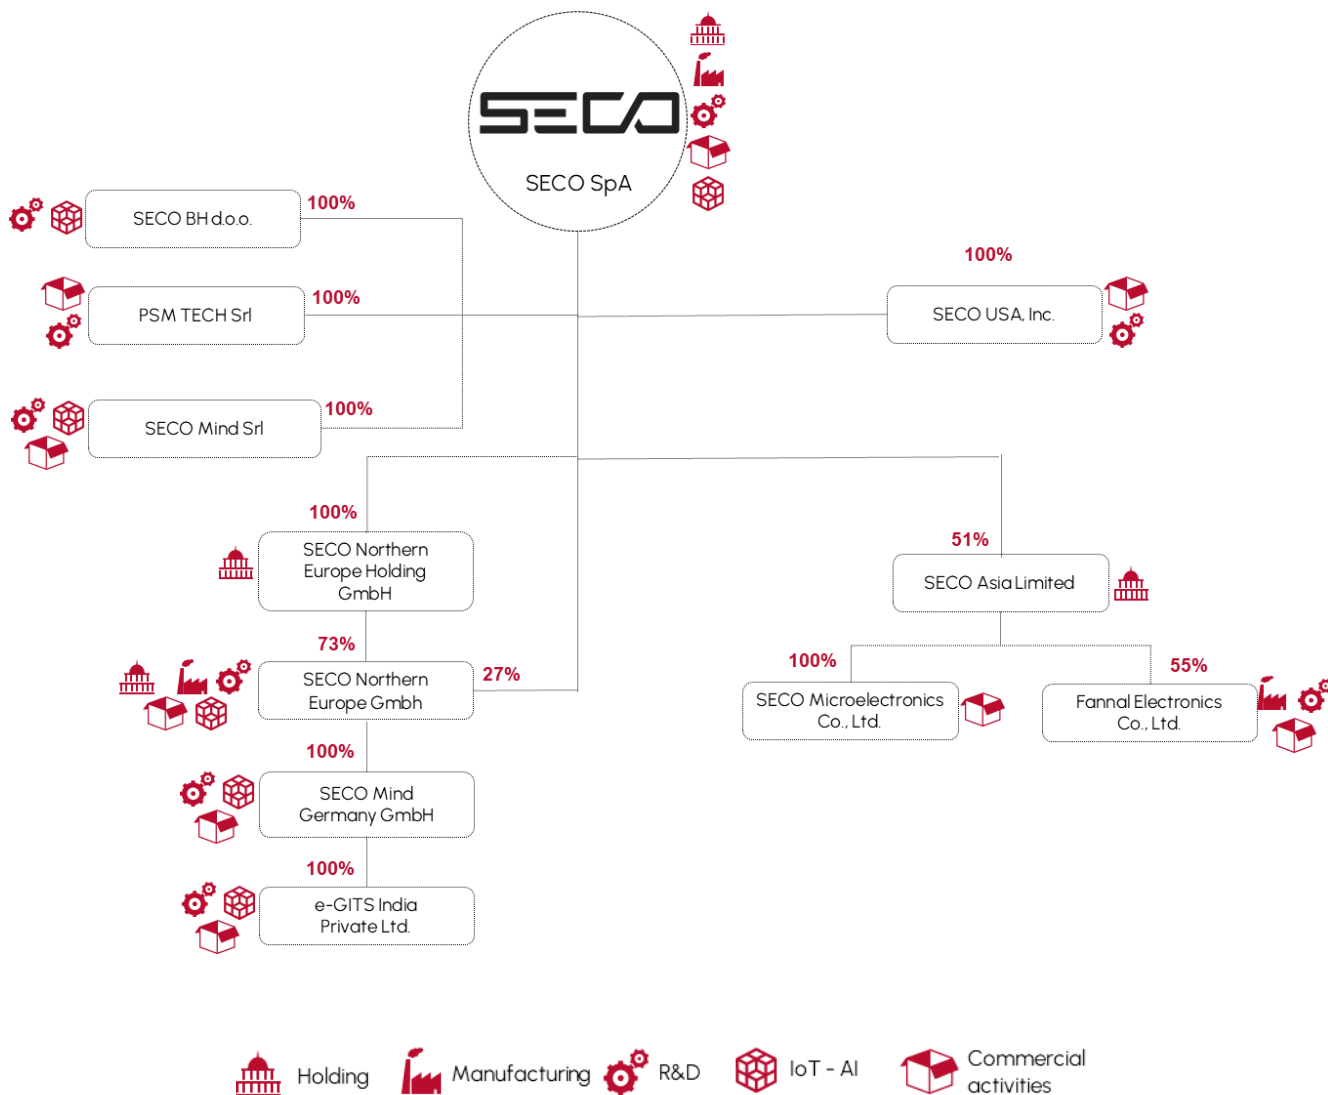 SECO
SECO SpA
100%
SECO BH d.o.o.
100%
PSM TECH Srl
100%
SECO USA, Inc.
100%
SECO Mind Srl
100%
SECO Northern
Europe Holding
GmbH
51%
SECO Asia Limited
73%
SECO Northern
Europe Gmbh
27%
100%
SECO Microelectronics
Co., Ltd.
55%
Fannal Electronics
Co., Ltd.
100%
SECO Mind
Germany GmbH
100%
e-GITS India
Private Ltd.
Holding
Manufacturing
R&D
IoT - AI
Commercial
activities